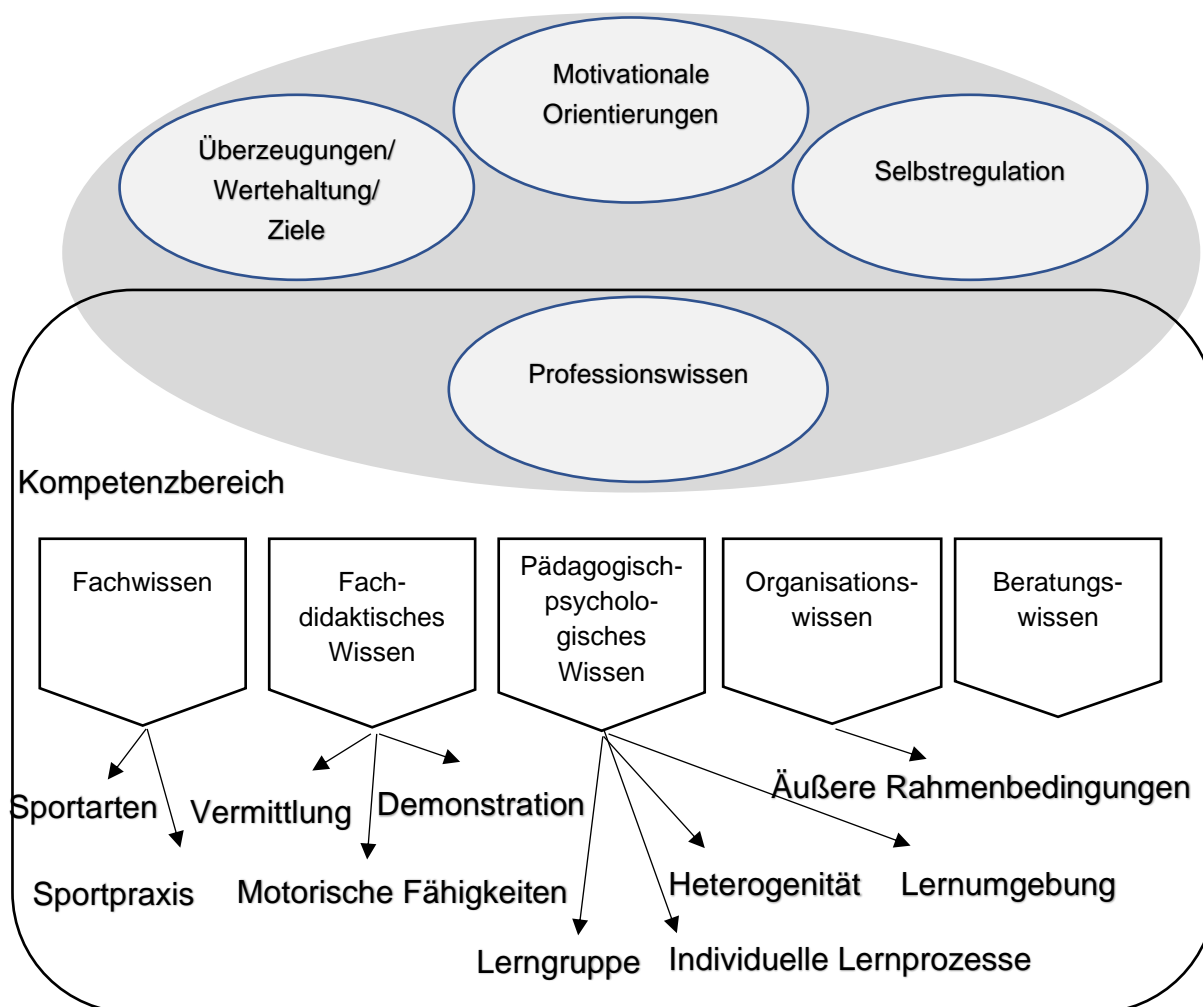 Motivationale
Orientierungen
Überzeugungen/
Wertehaltung/
Ziele
Selbstregulation
Professionswissen
Kompetenzbereich
Fachwissen
Fach-
didaktisches
Wissen
Pädagogisch-
psycholo-
gisches
Wissen
Organisations-
wissen
Beratungs-
wissen
Sportarten
Vermittlung
Demonstration
Äußere Rahmenbedingungen
Sportpraxis
Motorische Fähigkeiten
Heterogenität
Lernumgebung
Lerngruppe
Individuelle Lernprozesse